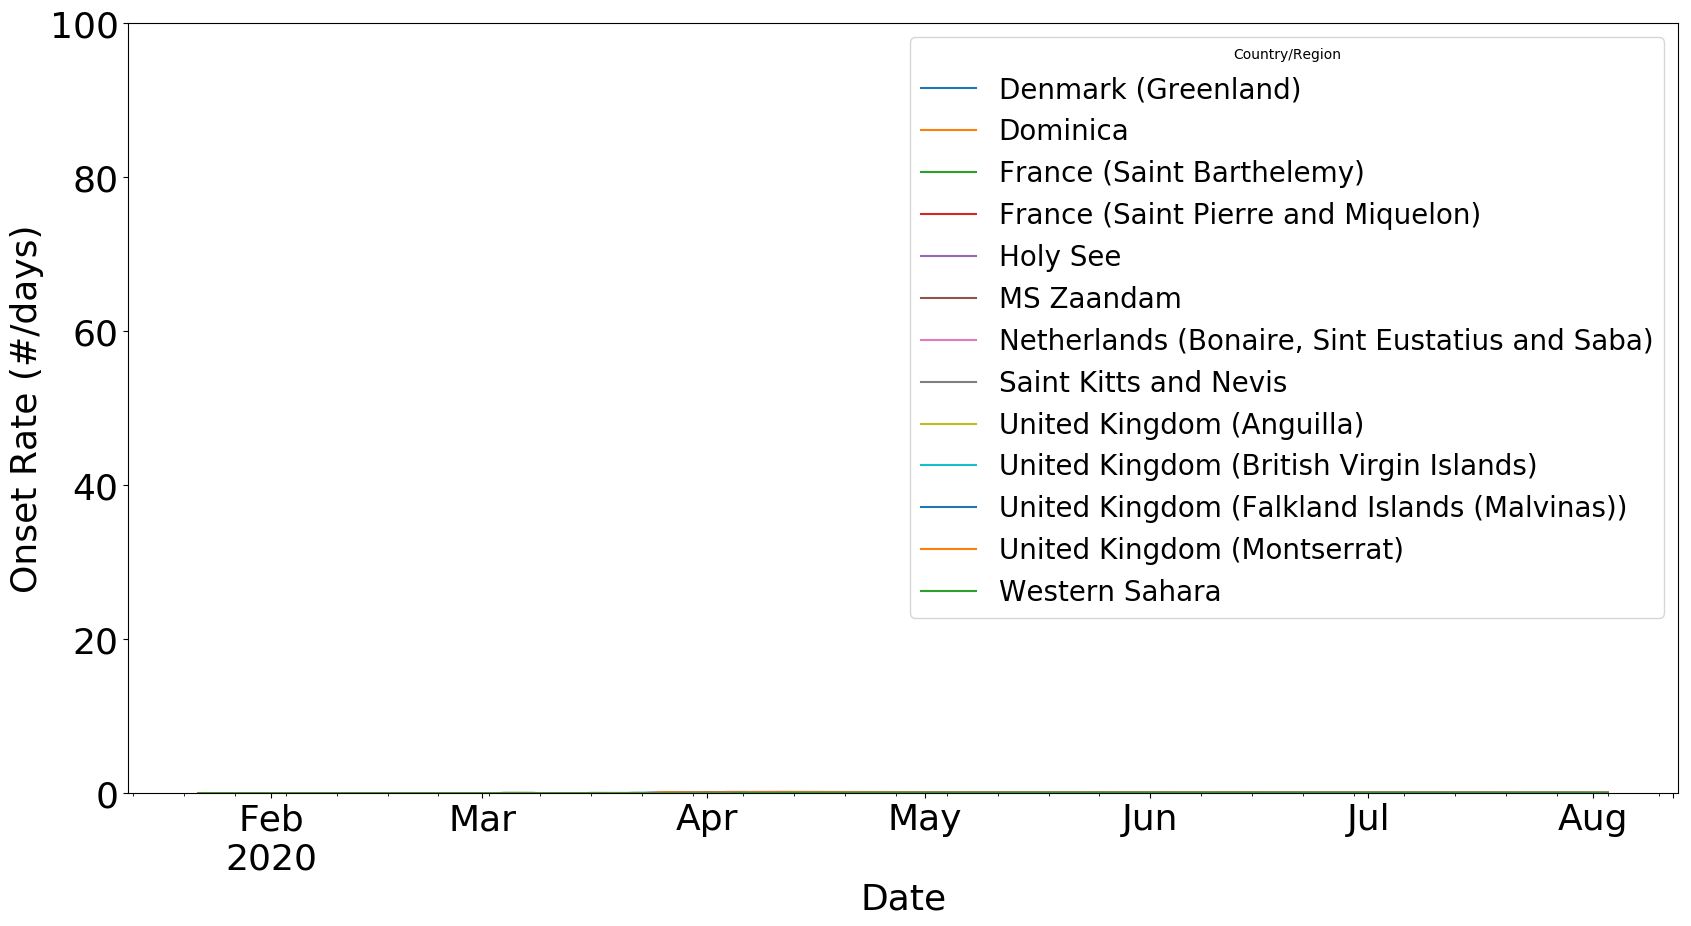 100
80
60
40
20
0
Onset Rate (#/days)
Country/Region
Denmark (Greenland)
Dominica
France (Saint Barthelemy)
France (Saint Pierre and Miquelon)
Holy See
MS Zaandam
Netherlands (Bonaire, Sint Eustatius and Saba)
Saint Kitts and Nevis
United Kingdom (Anguilla)
United Kingdom (British Virgin Islands)
United Kingdom (Falkland Islands (Malvinas))
United Kingdom (Montserrat)
Western Sahara
Feb Mar Apr May Jun Jul Aug
2020
Date